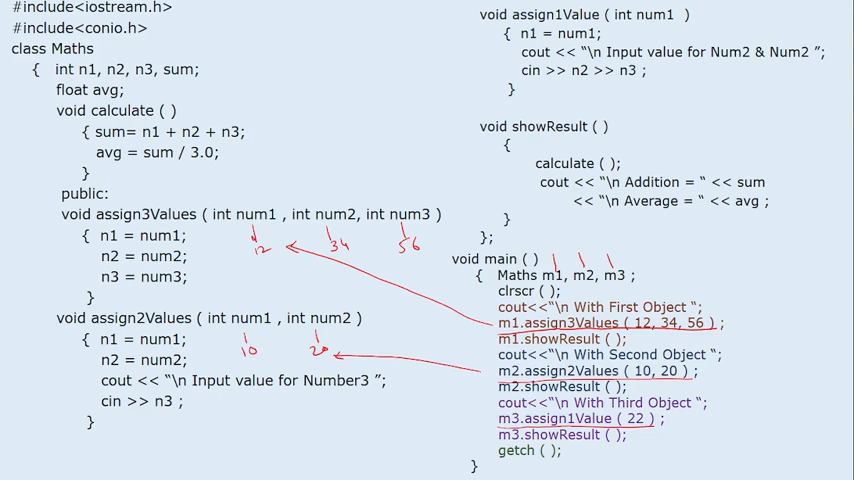 #include<iostream.h>
#include<conio.h>
class Maths
{ int n1, n2, n3, sum;
float avg;
void calculate ( )
{ sum= n1 + n2 + n3;
avg = sum / 3.0;
}
public:
void assign3Values ( int num1 , int num2, int num3 )
{ n1 = num1;
12 34 56
n2 = num2;
n3 = num3;
}
void assign2Values ( int num1 , int num2 )
{ n1 = num1;
10 20
n2 = num2;
cout << “\n Input value for Number3 ”;
cin >> n3 ;
}
void assign1Value ( int num1 )
{ n1 = num1;
cout << “\n Input value for Num2 & Num2 ”;
cin >> n2 >> n3 ;
}
void showResult ( )
{
calculate ( );
cout << “\n Addition = “ << sum
<< “\n Average = “ << avg ;
}
};
void main ( )
{ Maths m1, m2, m3 ;
clrscr ( );
cout<<“\n With First Object “;
m1.assign3Values ( 12, 34, 56 ) ;
m1.showResult ( );
cout<<“\n With Second Object “;
m2.assign2Values ( 10, 20 ) ;
m2.showResult ( );
cout<<“\n With Third Object “;
m3.assign1Value ( 22 ) ;
m3.showResult ( );
getch ( );
}